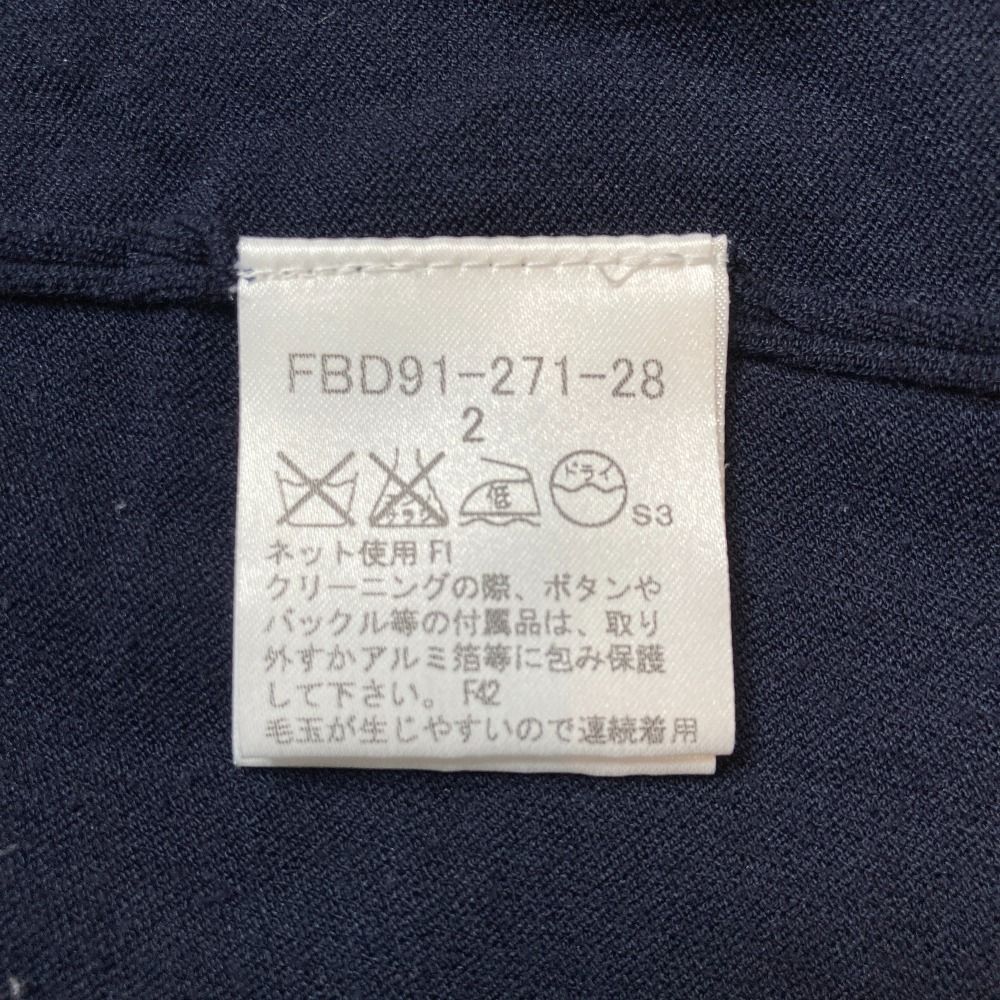 FBD91-271-28
2
低 ドライ
S3
ネット使用 F1
クリーニングの際、ボタンや
バックル等の付属品は、取り
外すかアルミ箔等に包み保護
して下さい。 F42
毛玉が生じやすいので連続着用